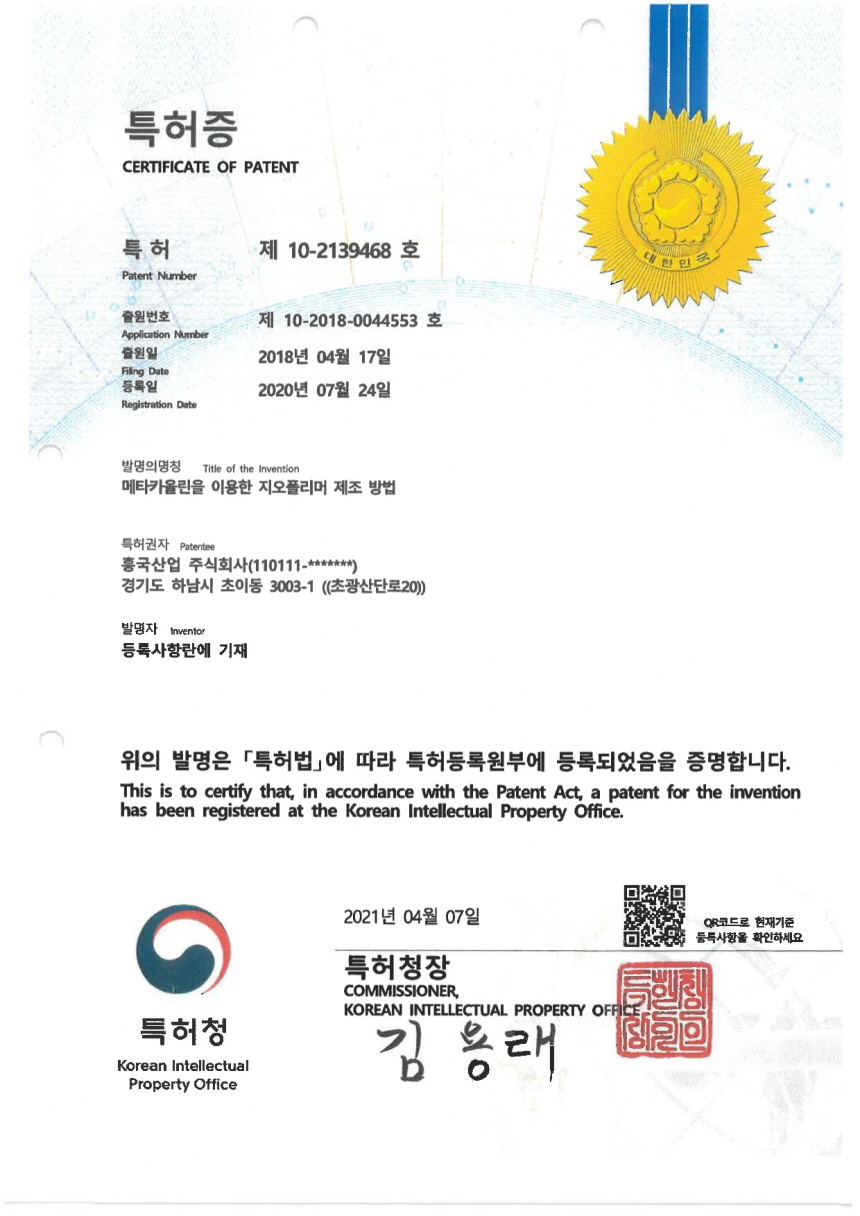 특허증
CERTIFICATE OF PATENT
대한민국
특 허 제 10-2139468 호
Patent Number
출원번호 제 10-2018-0044553 호
Application Number
출원일 2018년 04월 17일
Filing Date
등록일 2020년 07월 24일
Registration Date
발명의명칭 Title of the Invention
메타카올린을 이용한 지오폴리머 제조 방법
특허권자 Patentee
흥국산업 주식회사(110111-*******)
경기도 하남시 초이동 3003-1 ((초광산단로20))
발명자 Inventor
등록사항란에 기재
위의 발명은 「특허법」에 따라 특허등록원부에 등록되었음을 증명합니다.
This is to certify that, in accordance with the Patent Act, a patent for the invention
has been registered at the Korean Intellectual Property Office.
2021년 04월 07일
QR코드로 현재기준
등록사항을 확인하세요
특허청장
COMMISSIONER,
KOREAN INTELLECTUAL PROPERTY OFFICE
김용래
특허청
Korean Intellectual
Property Office